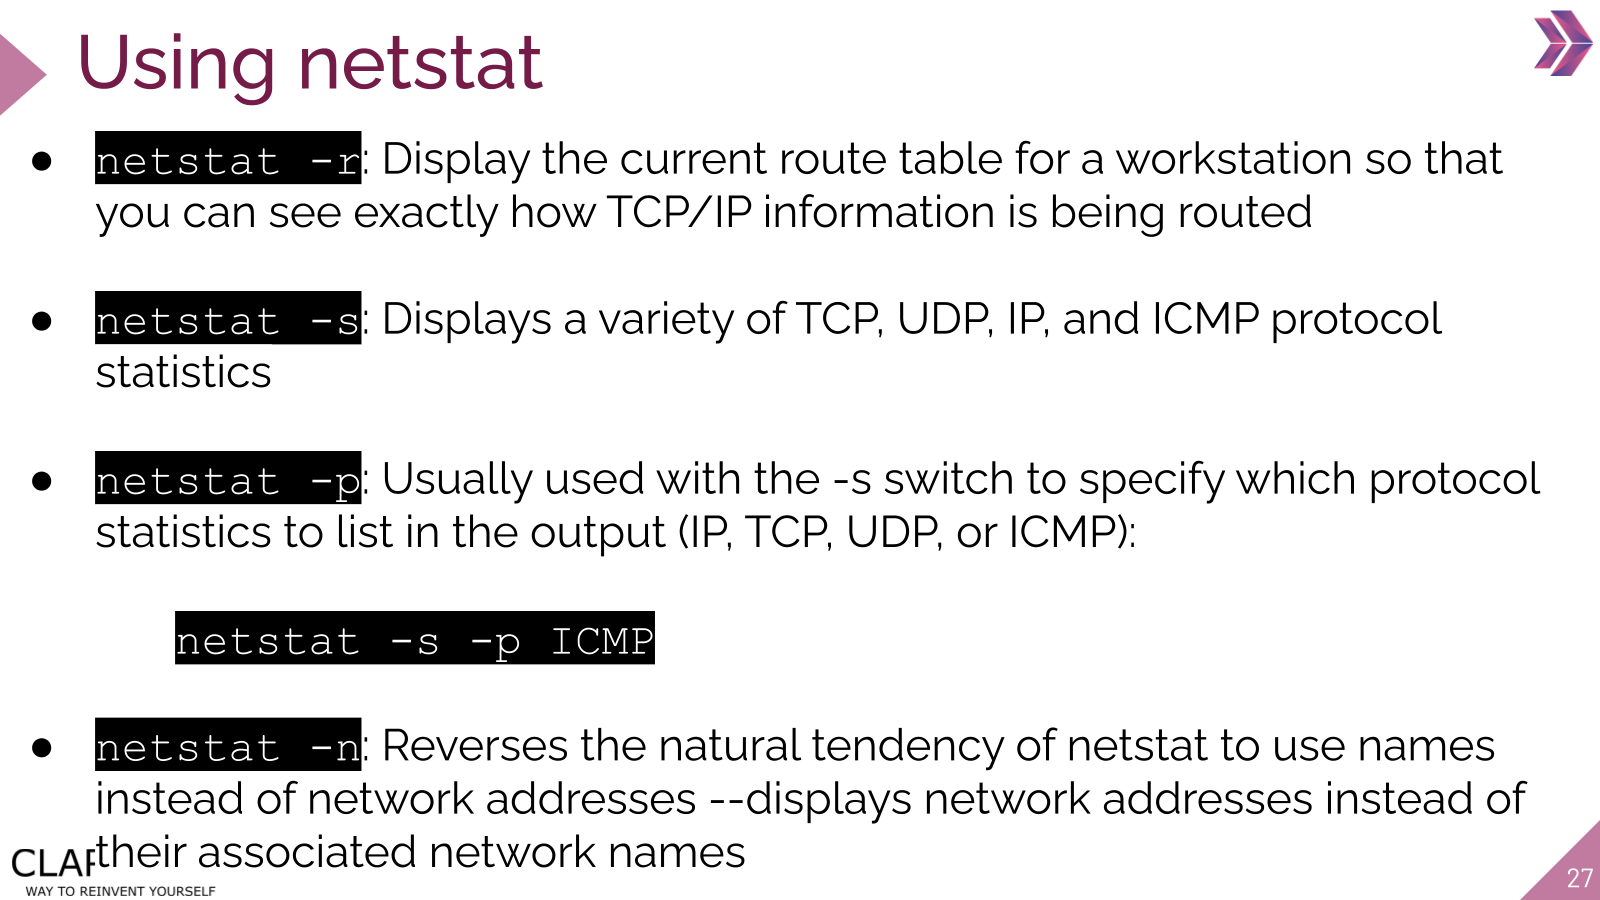 Using netstat
● netstat -r: Display the current route table for a workstation so that
you can see exactly how TCP/IP information is being routed
● netstat -s: Displays a variety of TCP, UDP, IP, and ICMP protocol
statistics
● netstat -p: Usually used with the -s switch to specify which protocol
statistics to list in the output (IP, TCP, UDP, or ICMP):
netstat -s -p ICMP
● netstat -n: Reverses the natural tendency of netstat to use names
instead of network addresses --displays network addresses instead of
their associated network names
WAY TO REINVENT YOURSELF
27